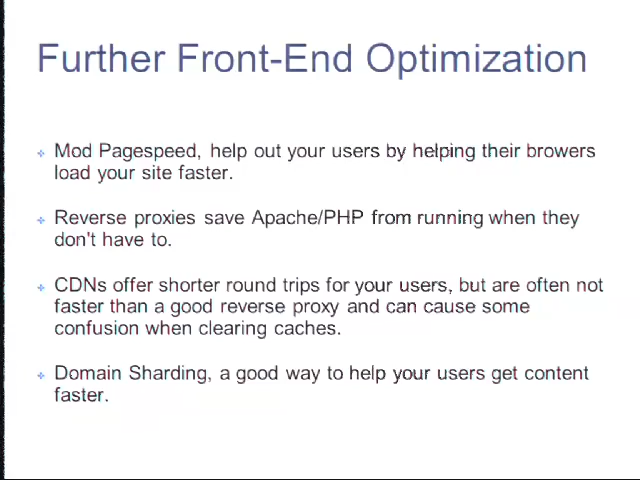 Further Front-End Optimization
Mod Pagespeed, help out your users by helping their browers
load your site faster.
Reverse proxies save Apache/PHP from running when they
don't have to.
CDNs offer shorter round trips for your users, but are often not
faster than a good reverse proxy and can cause some
confusion when clearing caches.
Domain Sharding, a good way to help your users get content
faster.